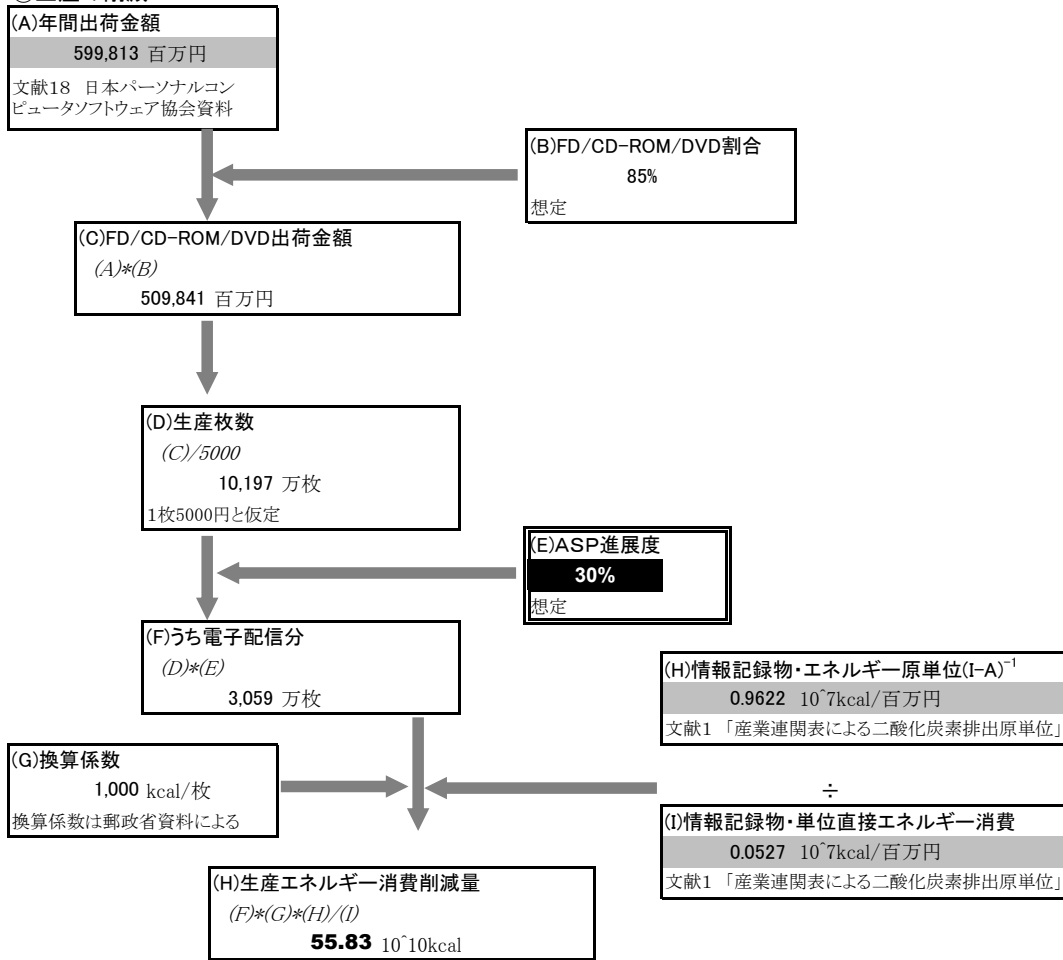 (A)年間出荷金額
599,813 百万円
文献18 日本パーソナルコン
ピュータソフトウェア協会資料
(B)FD/CD-ROM/DVD割合
85%
想定
(C)FD/CD-ROM/DVD出荷金額
(A)*(B)
509,841 百万円
(D)生産枚数
(C)/5000
10,197 万枚
1枚5000円と仮定
(E)ASP進展度
30%
想定
(F)うち電子配信分
(D)*(E)
3,059 万枚
(H)情報記録物・エネルギー原単位(I-A)⁻¹
0.9622 10^7kcal/百万円
文献1 「産業連関表による二酸化炭素排出原単位」
(G)換算係数
1,000 kcal/枚
換算係数は郵政省資料による
÷
(I)情報記録物・単位直接エネルギー消費
0.0527 10^7kcal/百万円
文献1 「産業連関表による二酸化炭素排出原単位」
(H)生産エネルギー消費削減量
(F)*(G)*(H)/(I)
55.83 10^10kcal